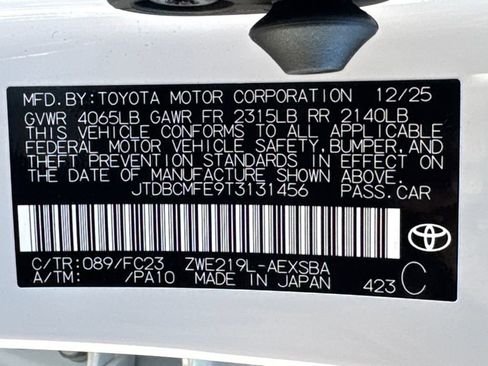 MFD.BY:TOYOTA MOTOR CORPORATION 12/25
GVWR 4065LB GAWR FR 2315LB RR 2140LB
THIS VEHICLE CONFORMS TO ALL APPLICABLE
FEDERAL MOTOR VEHICLE SAFETY,BUMPER,AND
THEFT PREVENTION STANDARDS IN EFFECT ON
THE DATE OF MANUFACTURE SHOWN ABOVE.
JTDBCMFE9T3131456 PASS.CAR
C/TR:089/FC23 ZWE219L-AEXSBA
A/TM: /PA10 MADE IN JAPAN 423 C